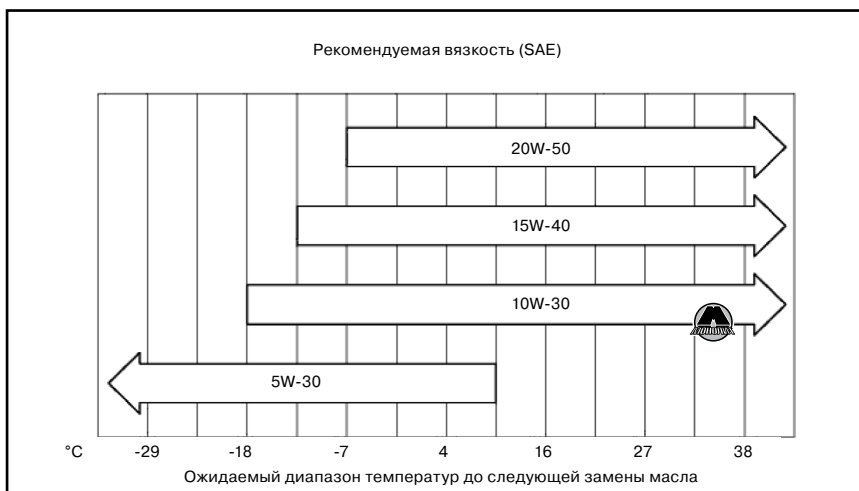 Рекомендуемая вязкость (SAE)
20W-50
15W-40
10W-30
5W-30
°C -29 -18 -7 4 16 27 38
Ожидаемый диапазон температур до следующей замены масла